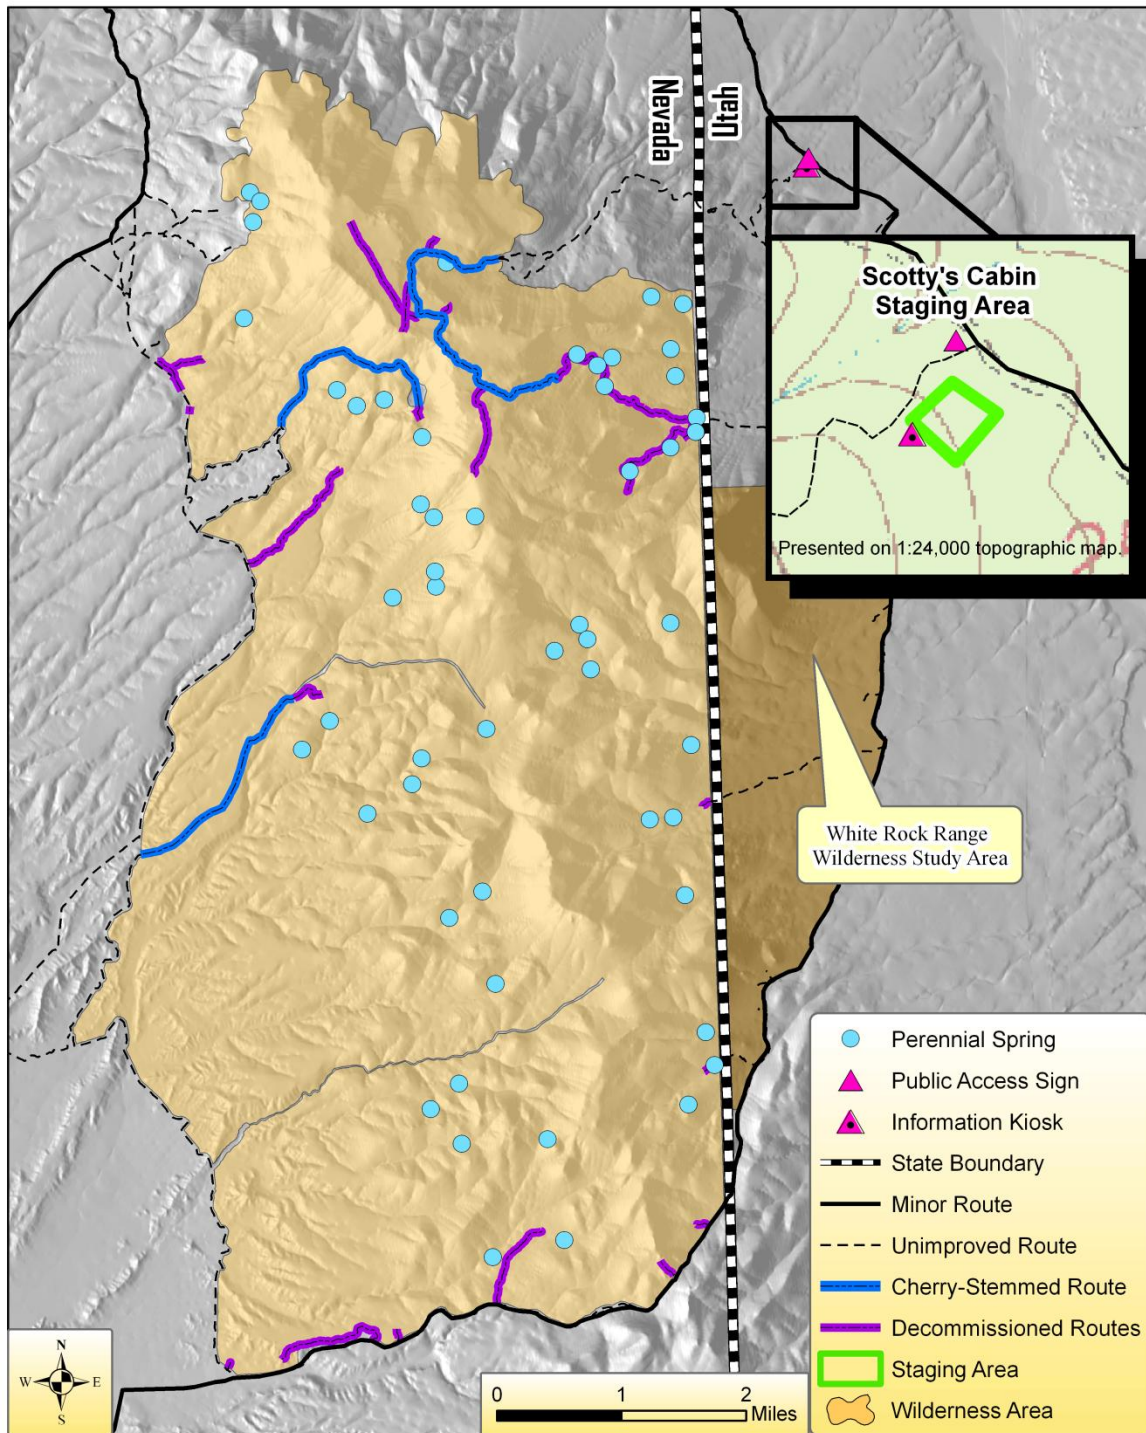 Nevada
Utah
Scotty's Cabin
Staging Area
Presented on 1:24,000 topographic map.
White Rock Range
Wilderness Study Area
Perennial Spring
Public Access Sign
Information Kiosk
State Boundary
Minor Route
Unimproved Route
Cherry-Stemmed Route
Decommissioned Routes
Staging Area
Wilderness Area
N
W E
S
0 1 2
Miles